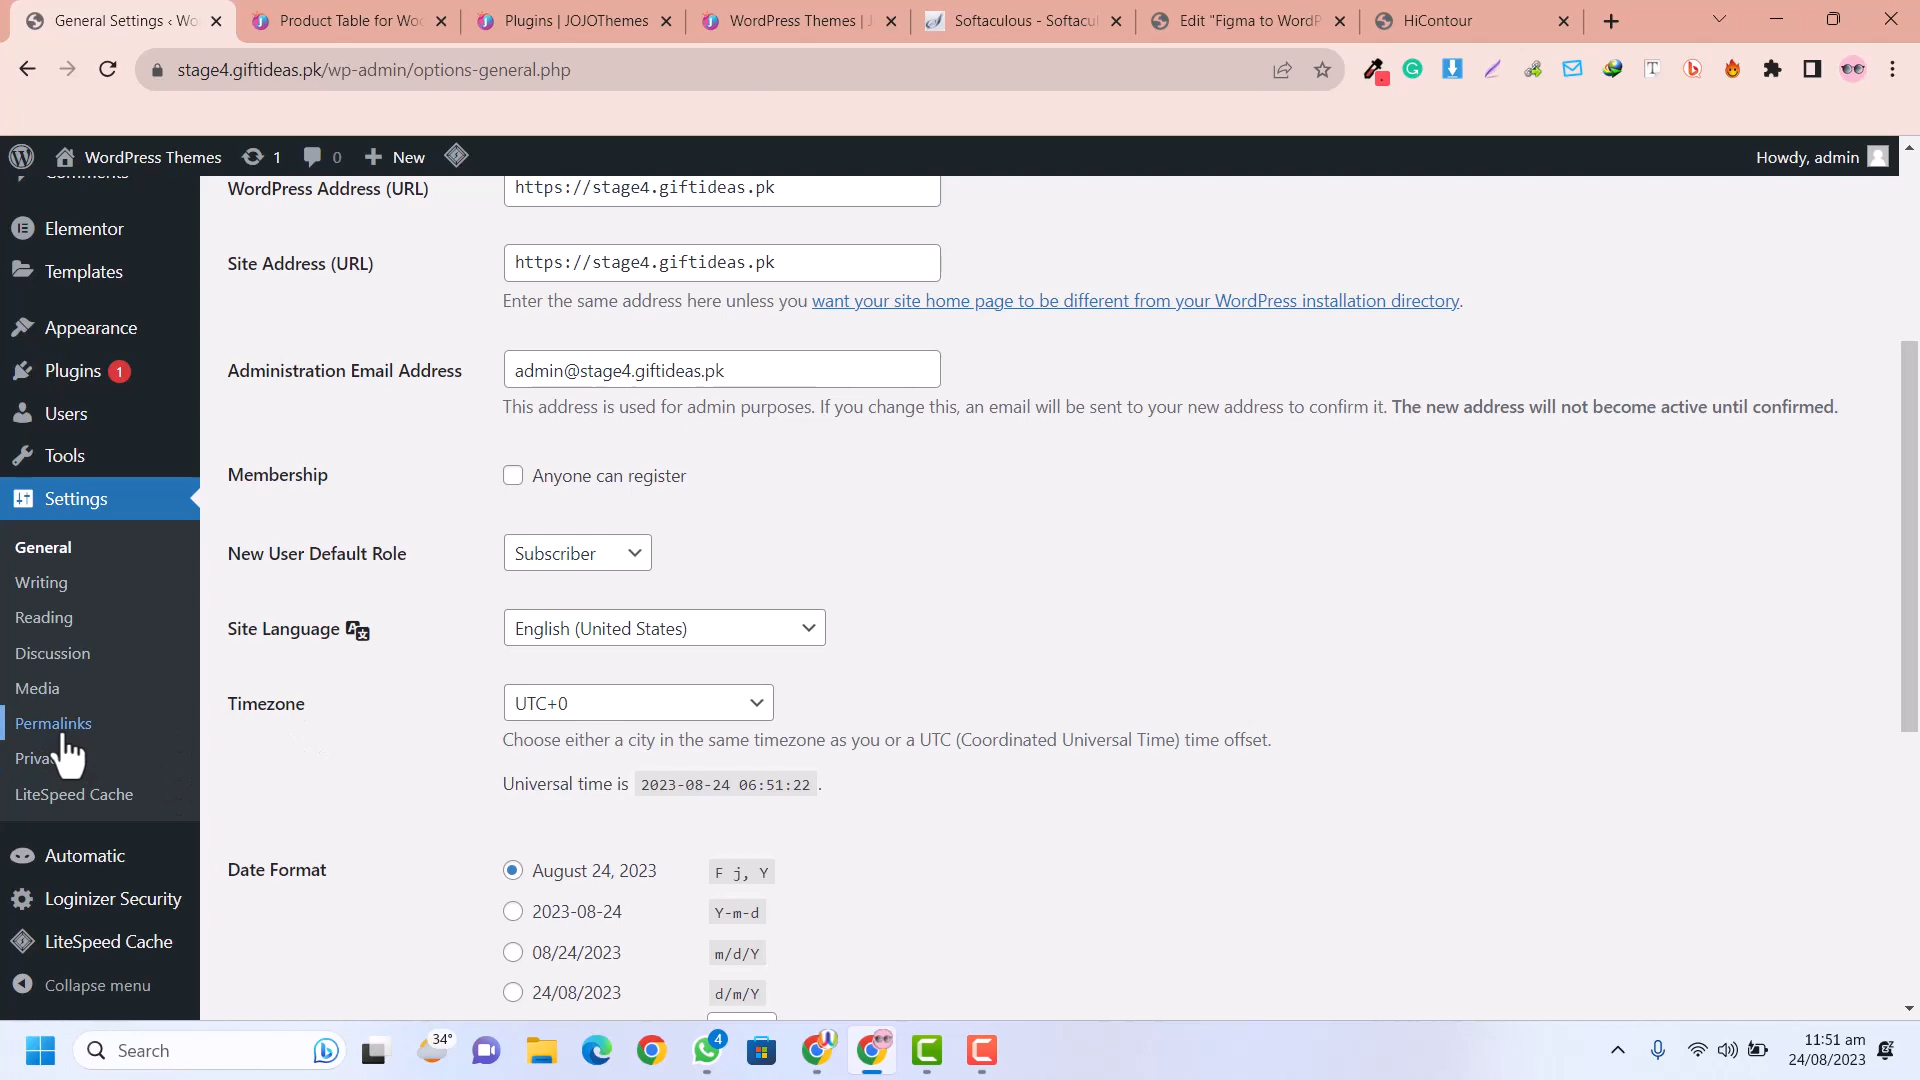 General Settings ‹ Wo
Product Table for Woo
Plugins | JOJOThemes
WordPress Themes | J
Softaculous - Softacul
Edit "Figma to WordP
HiContour
stage4.giftideas.pk/wp-admin/options-general.php
WordPress Themes
1
0
New
Howdy, admin
Comments
Elementor
Templates
Appearance
Plugins 1
Users
Tools
Settings
General
Writing
Reading
Discussion
Media
Permalinks
LiteSpeed Cache
Automatic
Loginizer Security
LiteSpeed Cache
Collapse menu
WordPress Address (URL)
https://stage4.giftideas.pk
Site Address (URL)
https://stage4.giftideas.pk
Enter the same address here unless you want your site home page to be different from your WordPress installation directory.
Administration Email Address
admin@stage4.giftideas.pk
This address is used for admin purposes. If you change this, an email will be sent to your new address to confirm it. The new address will not become active until confirmed.
Membership
Anyone can register
New User Default Role
Subscriber
Site Language
English (United States)
Timezone
UTC+0
Choose either a city in the same timezone as you or a UTC (Coordinated Universal Time) time offset.
Universal time is 2023-08-24 06:51:22 .
Date Format
August 24, 2023 F j, Y
2023-08-24 Y-m-d
08/24/2023 m/d/Y
24/08/2023 d/m/Y
Search
34°
4
11:51 am
24/08/2023